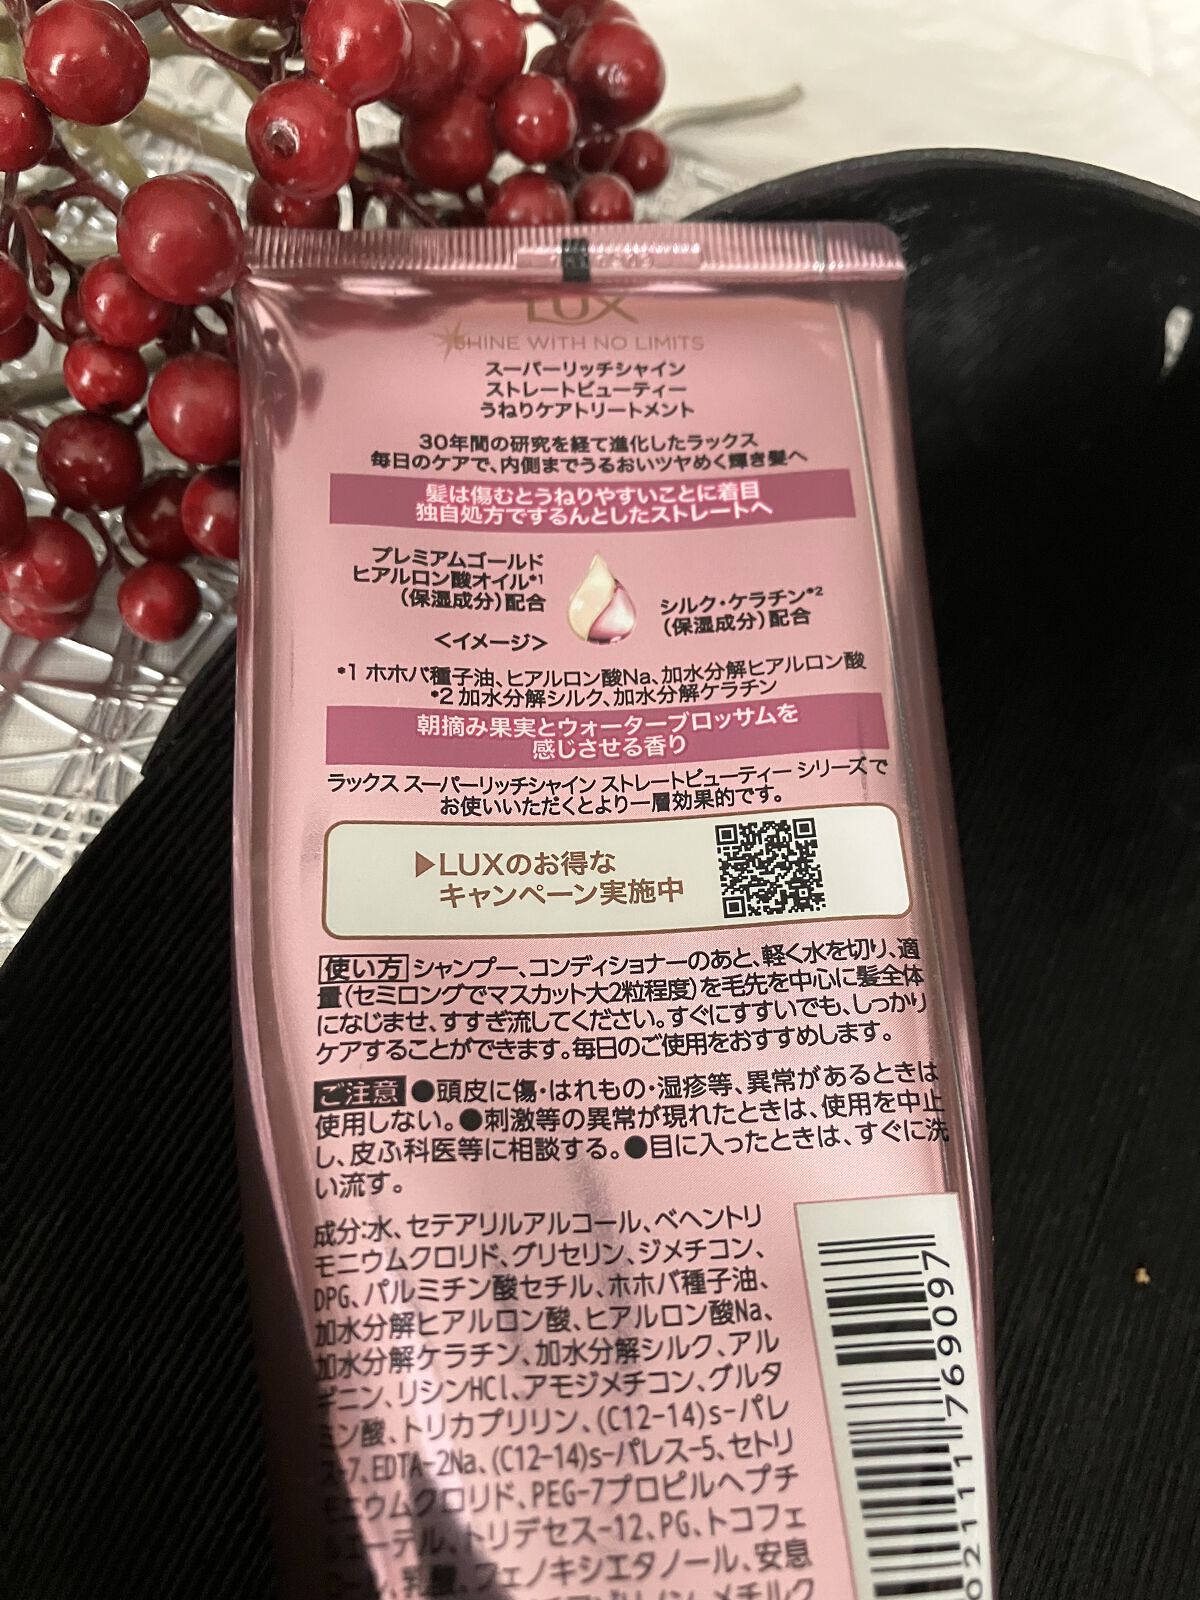 LUX
SHINE WITH NO LIMITS
スーパーリッチシャイン
ストレートビューティー
うねりケアトリートメント
30年間の研究を経て進化したラックス
毎日のケアで、内側までうるおいツヤめく輝き髪へ
髪は傷むとうねりやすいことに着目
独自処方でするんとしたストレートへ
プレミアムゴールド
ヒアルロン酸オイル*1
(保湿成分)配合
シルク・ケラチン*2
(保湿成分)配合
<イメージ>
*1 ホホバ種子油、ヒアルロン酸Na、加水分解ヒアルロン酸
*2 加水分解シルク、加水分解ケラチン
朝摘み果実とウォーターブロッサムを
感じさせる香り
ラックス スーパーリッチシャイン ストレートビューティー シリーズで
お使いいただくとより一層効果的です。
▶LUXのお得な
キャンペーン実施中
使い方 シャンプー、コンディショナーのあと、軽く水を切り、適
量(セミロングでマスカット大2粒程度)を毛先を中心に髪全体
になじませ、すすぎ流してください。すぐにすすいでも、しっかり
ケアすることができます。毎日のご使用をおすすめします。
ご注意 ●頭皮に傷・はれもの・湿疹等、異常があるときは
使用しない。●刺激等の異常が現れたときは、使用を中止
し、皮ふ科医等に相談する。●目に入ったときは、すぐに洗
い流す。
成分:水、セテアリルアルコール、ベヘントリ
モニウムクロリド、グリセリン、ジメチコン、
DPG、パルミチン酸セチル、ホホバ種子油、
加水分解ヒアルロン酸、ヒアルロン酸Na、
加水分解ケラチン、加水分解シルク、アル
ギニン、リシンHCl、アモジメチコン、グルタ
ミン酸、トリカプリリン、(C12-14)s-パレ
ス-7、EDTA-2Na、(C12-14)s-パレス-5、セトリ
モニウムクロリド、PEG-7プロピルヘプチ
ルエーテル、トリデセス-12、PG、トコフェ
乳酸、フェノキシエタノール、安息
メチルク
02111766097